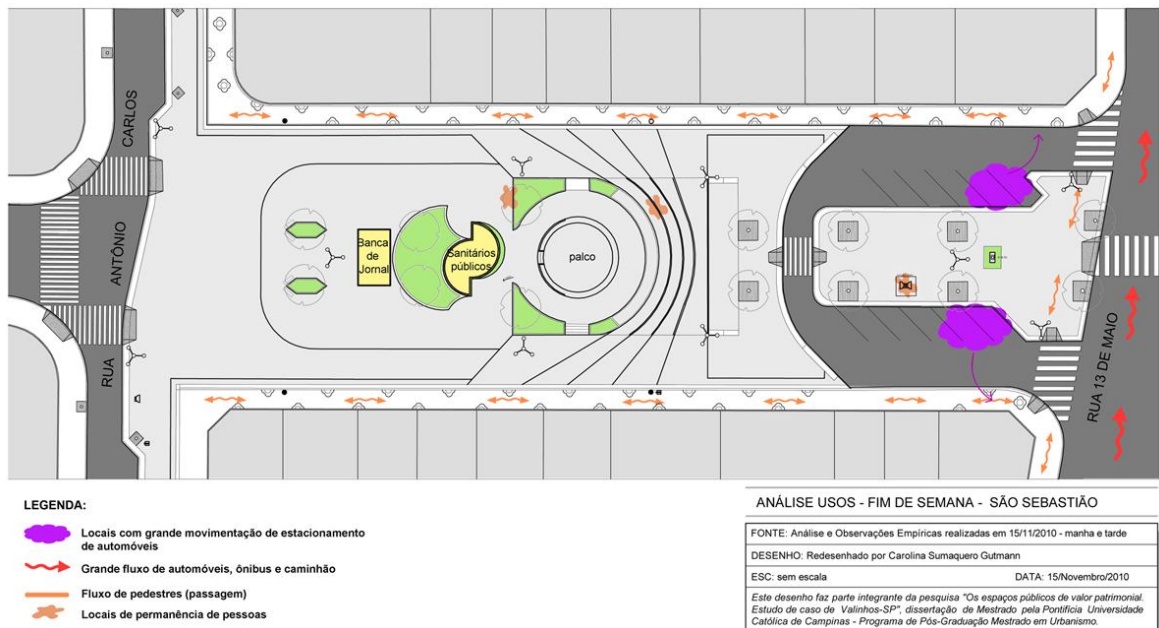 CARLOS
ANTÔNIO
RUA
Banca
de
Jornal
Sanitários
públicos
palco
RUA 13 DE MAIO
LEGENDA:
Locais com grande movimentação de estacionamento
de automóveis
Grande fluxo de automóveis, ônibus e caminhão
Fluxo de pedestres (passagem)
Locais de permanência de pessoas
ANÁLISE USOS - FIM DE SEMANA - SÃO SEBASTIÃO
FONTE: Análise e Observações Empíricas realizadas em 15/11/2010 - manha e tarde
DESENHO: Redesenhado por Carolina Sumaquero Gutmann
ESC: sem escala DATA: 15/Novembro/2010
Este desenho faz parte integrante da pesquisa "Os espaços públicos de valor patrimonial.
Estudo de caso de Valinhos-SP", dissertação de Mestrado pela Pontifícia Universidade
Católica de Campinas - Programa de Pós-Graduação Mestrado em Urbanismo.